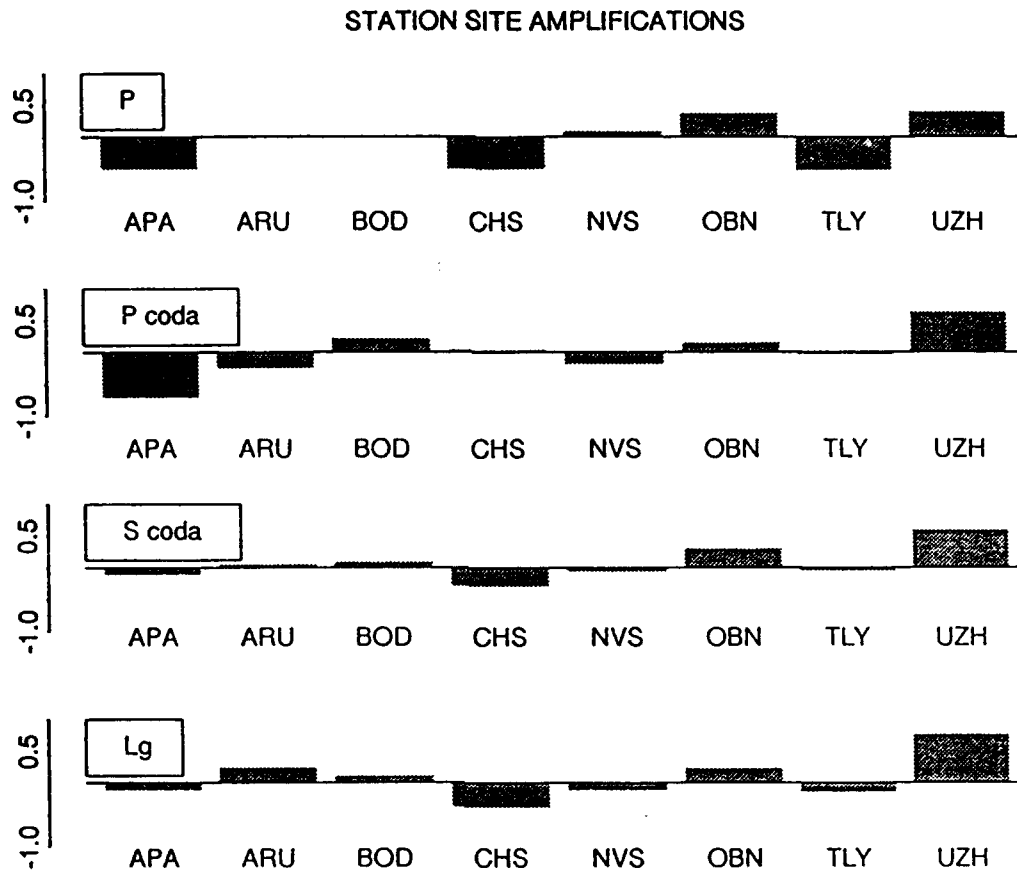 STATION SITE AMPLIFICATIONS
0.5
-1.0
P
APA ARU BOD CHS NVS OBN TLY UZH
0.5
-1.0
P coda
APA ARU BOD CHS NVS OBN TLY UZH
0.5
-1.0
S coda
APA ARU BOD CHS NVS OBN TLY UZH
0.5
-1.0
Lg
APA ARU BOD CHS NVS OBN TLY UZH